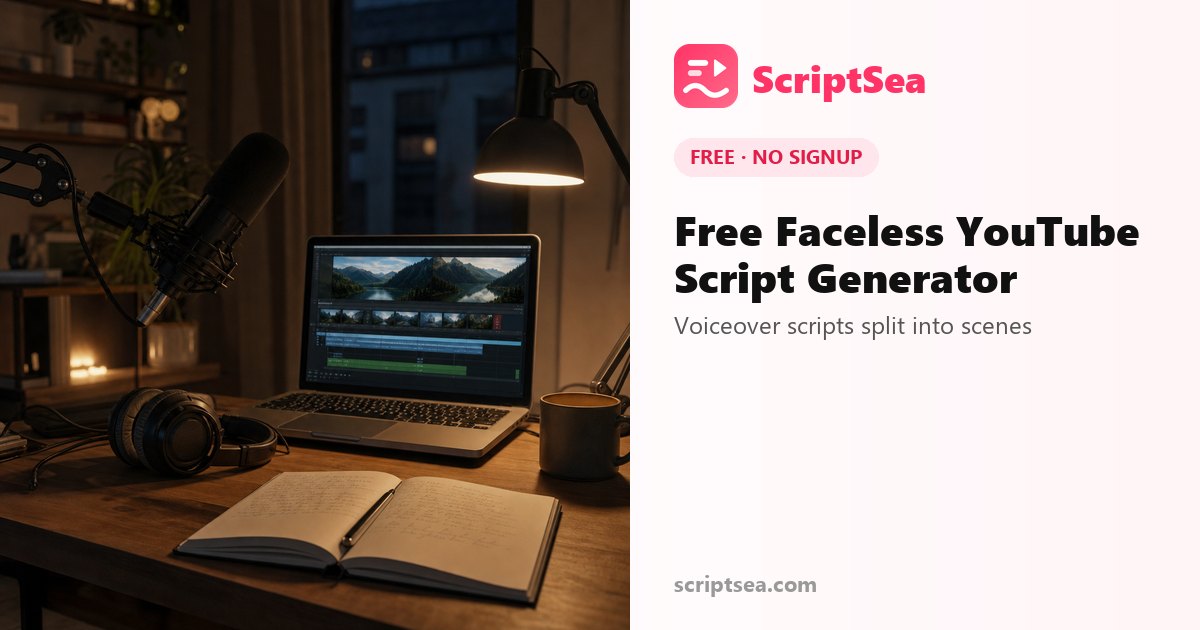 ScriptSea
FREE · NO SIGNUP
Free Faceless YouTube
Script Generator
Voiceover scripts split into scenes
scriptsea.com